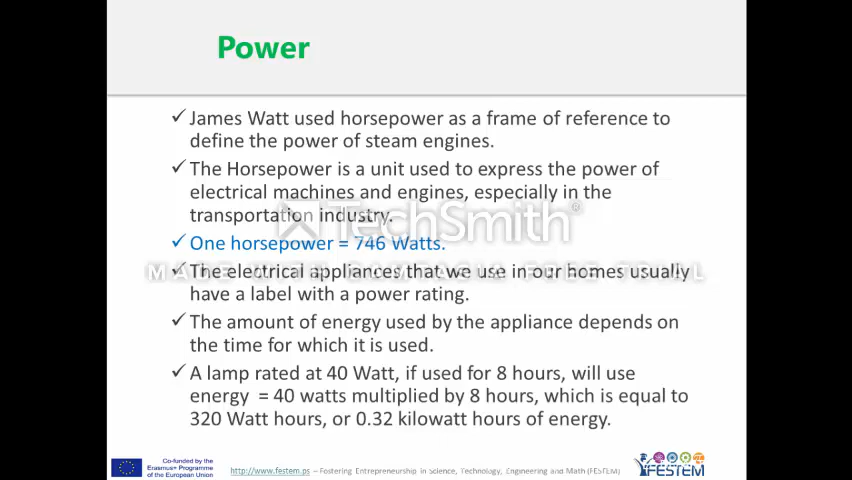 Power
✓ James Watt used horsepower as a frame of reference to
define the power of steam engines.
✓ The Horsepower is a unit used to express the power of
electrical machines and engines, especially in the
transportation industry.
TechSmith®
✓ One horsepower = 746 Watts.
MADE WITH CAMTASIA FREE TRIAL
✓ The electrical appliances that we use in our homes usually
have a label with a power rating.
✓ The amount of energy used by the appliance depends on
the time for which it is used.
✓ A lamp rated at 40 Watt, if used for 8 hours, will use
energy = 40 watts multiplied by 8 hours, which is equal to
320 Watt hours, or 0.32 kilowatt hours of energy.
Co-funded by the
Erasmus+ Programme
of the European Union
http://www.festem.ps – Fostering Entrepreneurship in Science, Technology, Engineering and Math (FESTEM)
FESTEM